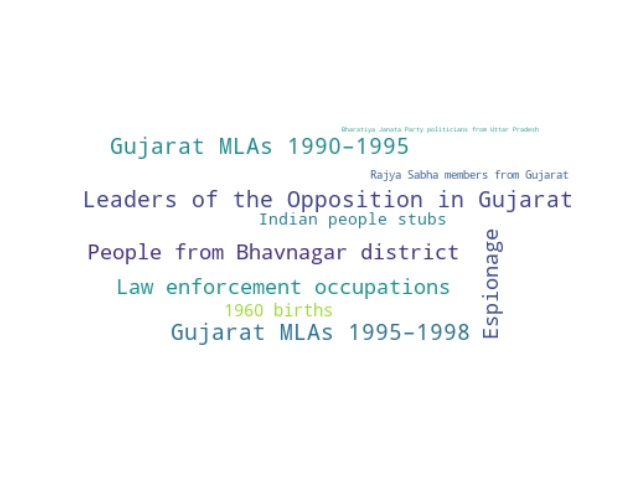 Bharatiya Janata Party politicians from Uttar Pradesh
Gujarat MLAs 1990–1995
Rajya Sabha members from Gujarat
Leaders of the Opposition in Gujarat
Indian people stubs
People from Bhavnagar district
Espionage
Law enforcement occupations
1960 births
Gujarat MLAs 1995–1998